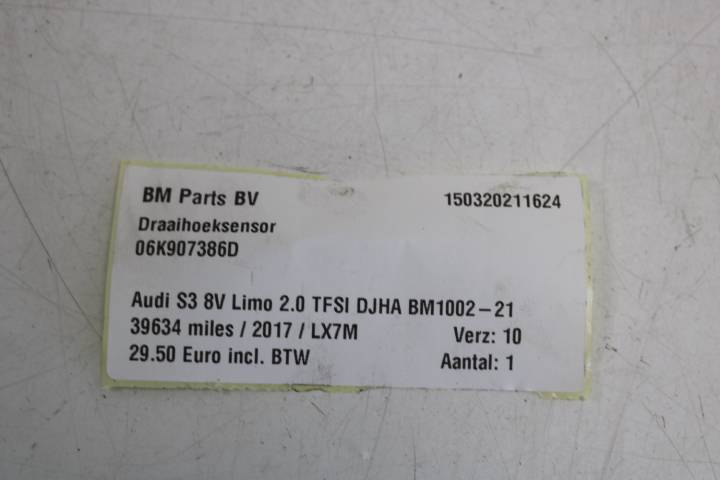 BM Parts BV 150320211624
Draaihoeksensor
06K907386D
Audi S3 8V Limo 2.0 TFSI DJHA BM1002-21
39634 miles / 2017 / LX7M Verz: 10
29.50 Euro incl. BTW Aantal: 1